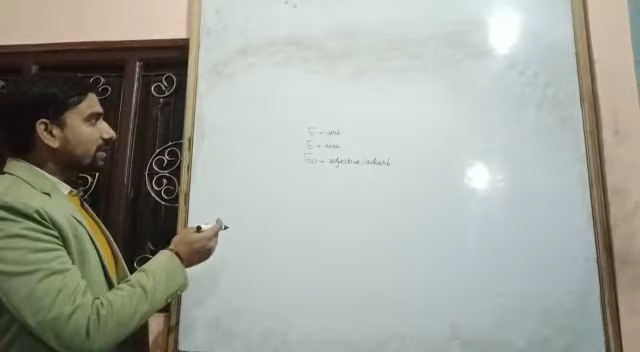 To + verb
To + noun
Too + adjective/adverb